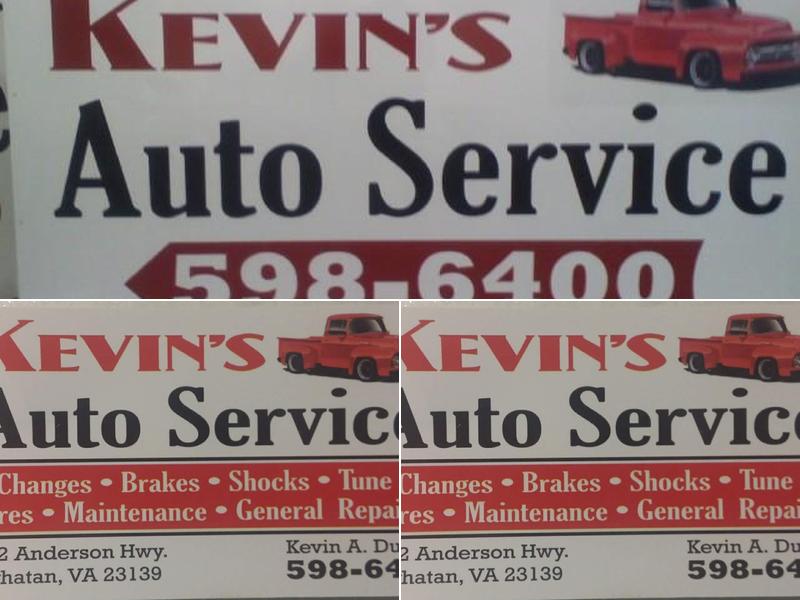 KEVIN'S
Auto Service
598-6400
KEVIN'S
Auto Servic
Changes • Brakes • Shocks • Tune
res • Maintenance • General Repai
2 Anderson Hwy.
hatan, VA 23139
Kevin A. Du
598-64
KEVIN'S
Auto Servic
Changes • Brakes • Shocks • Tune
res • Maintenance • General Repai
2 Anderson Hwy.
hatan, VA 23139
Kevin A. Du
598-64